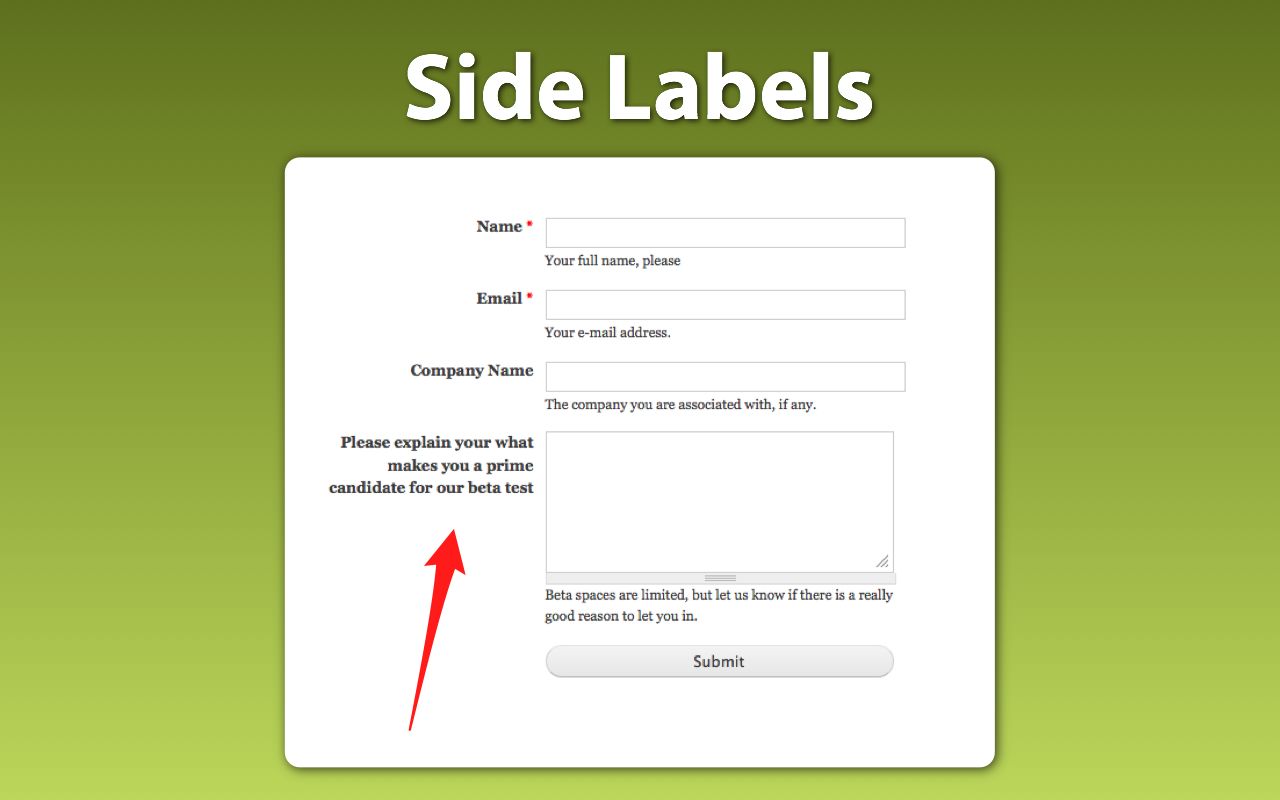 Side Labels
Name *
Your full name, please
Email *
Your e-mail address.
Company Name
The company you are associated with, if any.
Please explain your what
makes you a prime
candidate for our beta test
Beta spaces are limited, but let us know if there is a really
good reason to let you in.
Submit